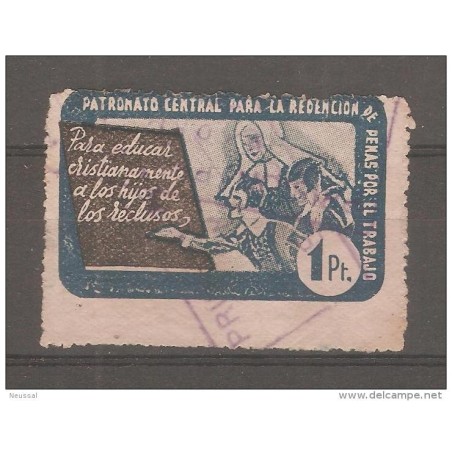 PATRONATO CENTRAL PARA LA REDENCION DE PENAS POR EL TRABAJO
Para educar
cristianamente
a los hijos de
los reclusos,
1 Pt.
PRI
Neussal
delcampe.net